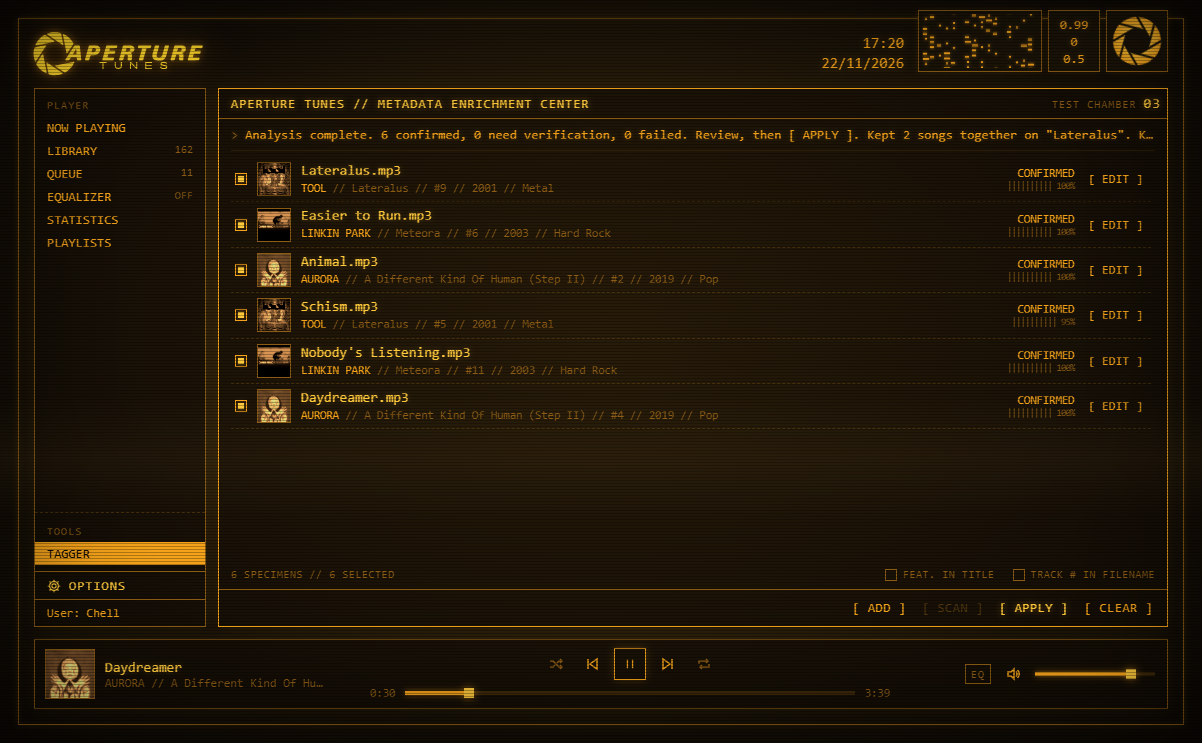 APERTURE
TUNES
17:20
22/11/2026
0.99
0
0.5
PLAYER
NOW PLAYING
LIBRARY 162
QUEUE 11
EQUALIZER OFF
STATISTICS
PLAYLISTS
TOOLS
TAGGER
OPTIONS
User: Chell
APERTURE TUNES // METADATA ENRICHMENT CENTER
TEST CHAMBER 03
> Analysis complete. 6 confirmed, 0 need verification, 0 failed. Review, then [ APPLY ]. Kept 2 songs together on "Lateralus". K…
Lateralus.mp3
TOOL // Lateralus // #9 // 2001 // Metal
CONFIRMED
|||||||||| 100%
[ EDIT ]
Easier to Run.mp3
LINKIN PARK // Meteora // #6 // 2003 // Hard Rock
CONFIRMED
|||||||||| 100%
[ EDIT ]
Animal.mp3
AURORA // A Different Kind Of Human (Step II) // #2 // 2019 // Pop
CONFIRMED
|||||||||| 100%
[ EDIT ]
Schism.mp3
TOOL // Lateralus // #5 // 2001 // Metal
CONFIRMED
|||||||||| 95%
[ EDIT ]
Nobody's Listening.mp3
LINKIN PARK // Meteora // #11 // 2003 // Hard Rock
CONFIRMED
|||||||||| 100%
[ EDIT ]
Daydreamer.mp3
AURORA // A Different Kind Of Human (Step II) // #4 // 2019 // Pop
CONFIRMED
|||||||||| 100%
[ EDIT ]
6 SPECIMENS // 6 SELECTED
FEAT. IN TITLE
TRACK # IN FILENAME
[ ADD ] [ SCAN ] [ APPLY ] [ CLEAR ]
Daydreamer
AURORA // A Different Kind Of Hu…
0:30
3:39
EQ